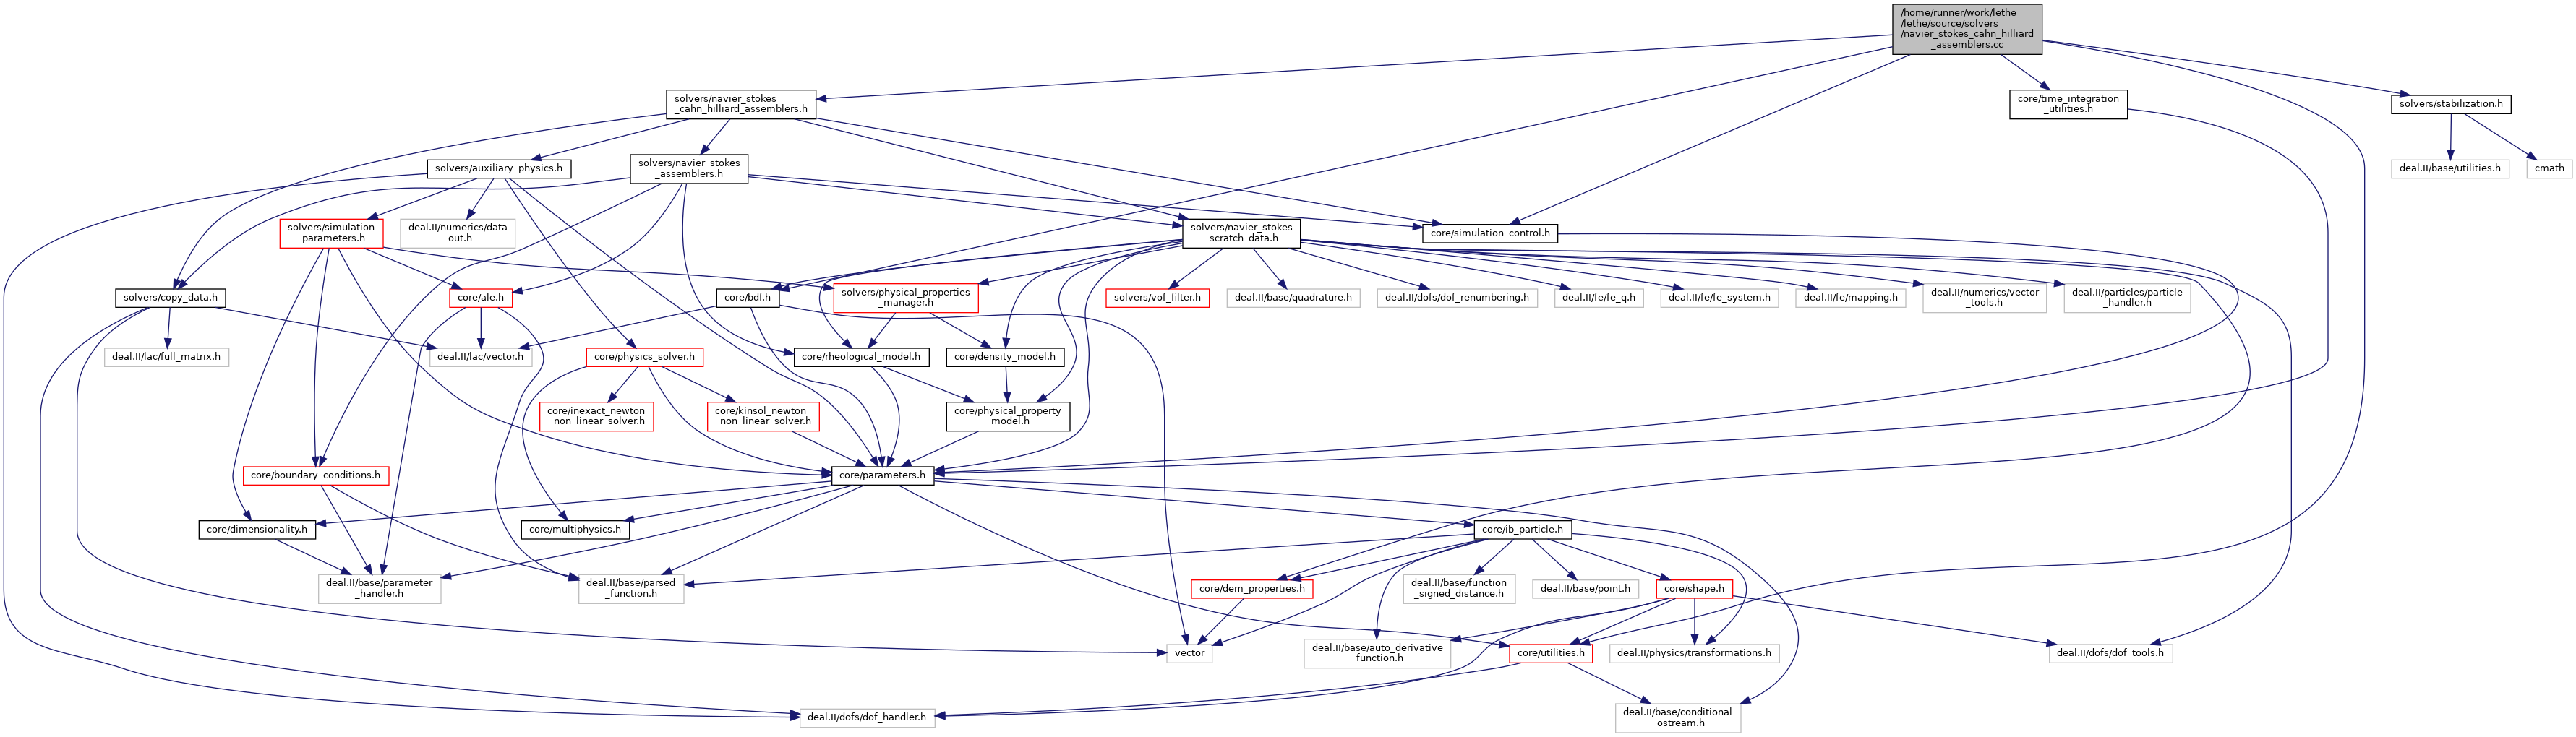 /home/runner/work/lethe
/lethe/source/solvers
/navier_stokes_cahn_hilliard
_assemblers.cc
solvers/navier_stokes
_cahn_hilliard_assemblers.h
core/time_integration
_utilities.h
solvers/stabilization.h
solvers/auxiliary_physics.h
solvers/navier_stokes
_assemblers.h
deal.II/base/utilities.h
cmath
solvers/simulation
_parameters.h
deal.II/numerics/data
_out.h
solvers/navier_stokes
_scratch_data.h
core/simulation_control.h
solvers/copy_data.h
core/ale.h
core/bdf.h
solvers/physical_properties
_manager.h
solvers/vof_filter.h
deal.II/base/quadrature.h
deal.II/dofs/dof_renumbering.h
deal.II/fe/fe_q.h
deal.II/fe/fe_system.h
deal.II/fe/mapping.h
deal.II/numerics/vector
_tools.h
deal.II/particles/particle
_handler.h
deal.II/lac/full_matrix.h
deal.II/lac/vector.h
core/physics_solver.h
core/rheological_model.h
core/density_model.h
core/inexact_newton
_non_linear_solver.h
core/kinsol_newton
_non_linear_solver.h
core/physical_property
_model.h
core/boundary_conditions.h
core/parameters.h
core/dimensionality.h
core/multiphysics.h
core/ib_particle.h
deal.II/base/parameter
_handler.h
deal.II/base/parsed
_function.h
core/dem_properties.h
deal.II/base/function
_signed_distance.h
deal.II/base/point.h
core/shape.h
vector
deal.II/base/auto_derivative
_function.h
core/utilities.h
deal.II/physics/transformations.h
deal.II/dofs/dof_tools.h
deal.II/dofs/dof_handler.h
deal.II/base/conditional
_ostream.h